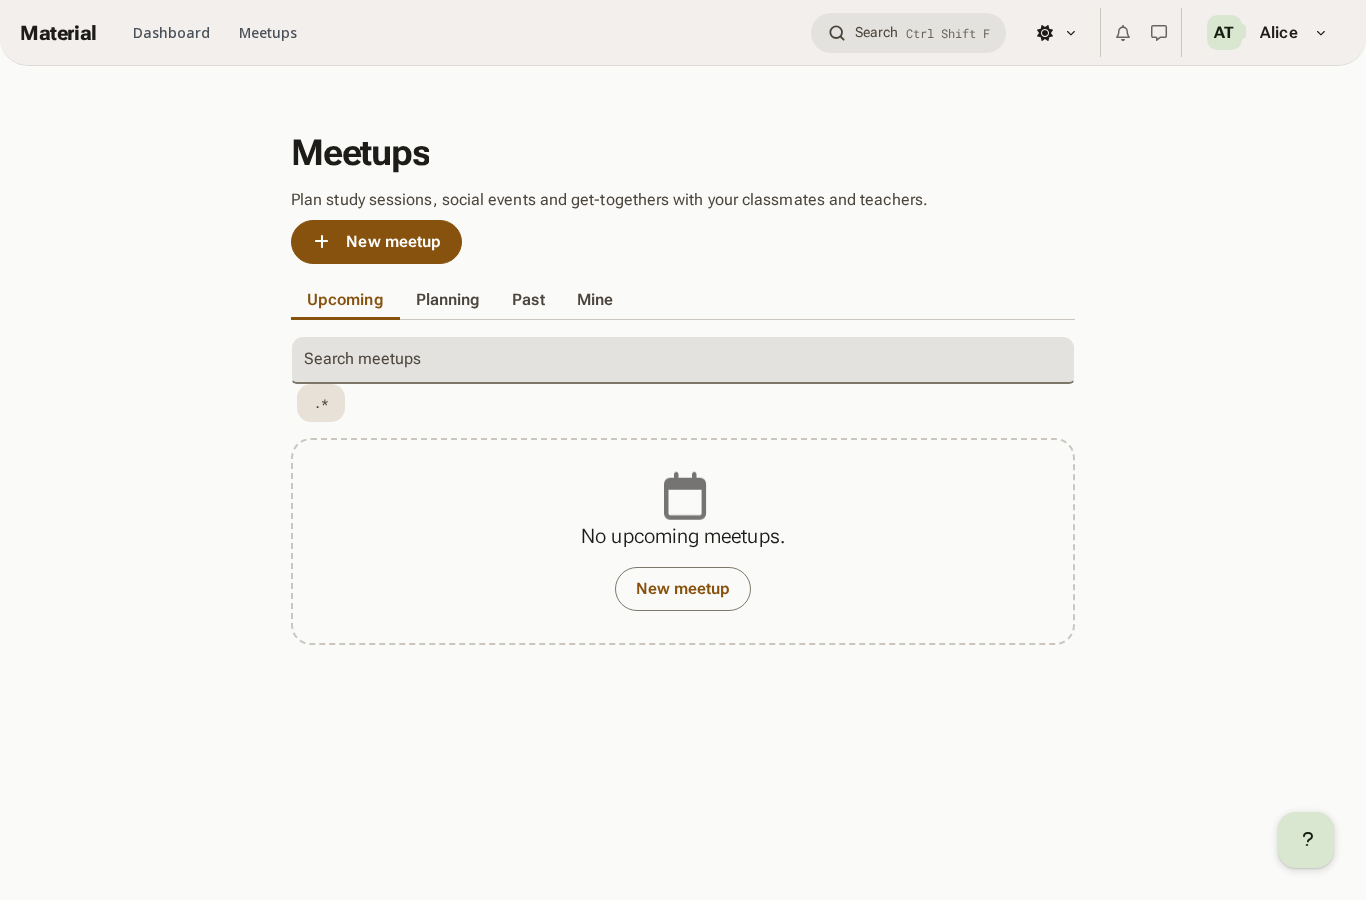 Material
Dashboard
Meetups
Search Ctrl Shift F
AT
Alice
Meetups
Plan study sessions, social events and get-togethers with your classmates and teachers.
New meetup
Upcoming
Planning
Past
Mine
Search meetups
.*
No upcoming meetups.
New meetup
?